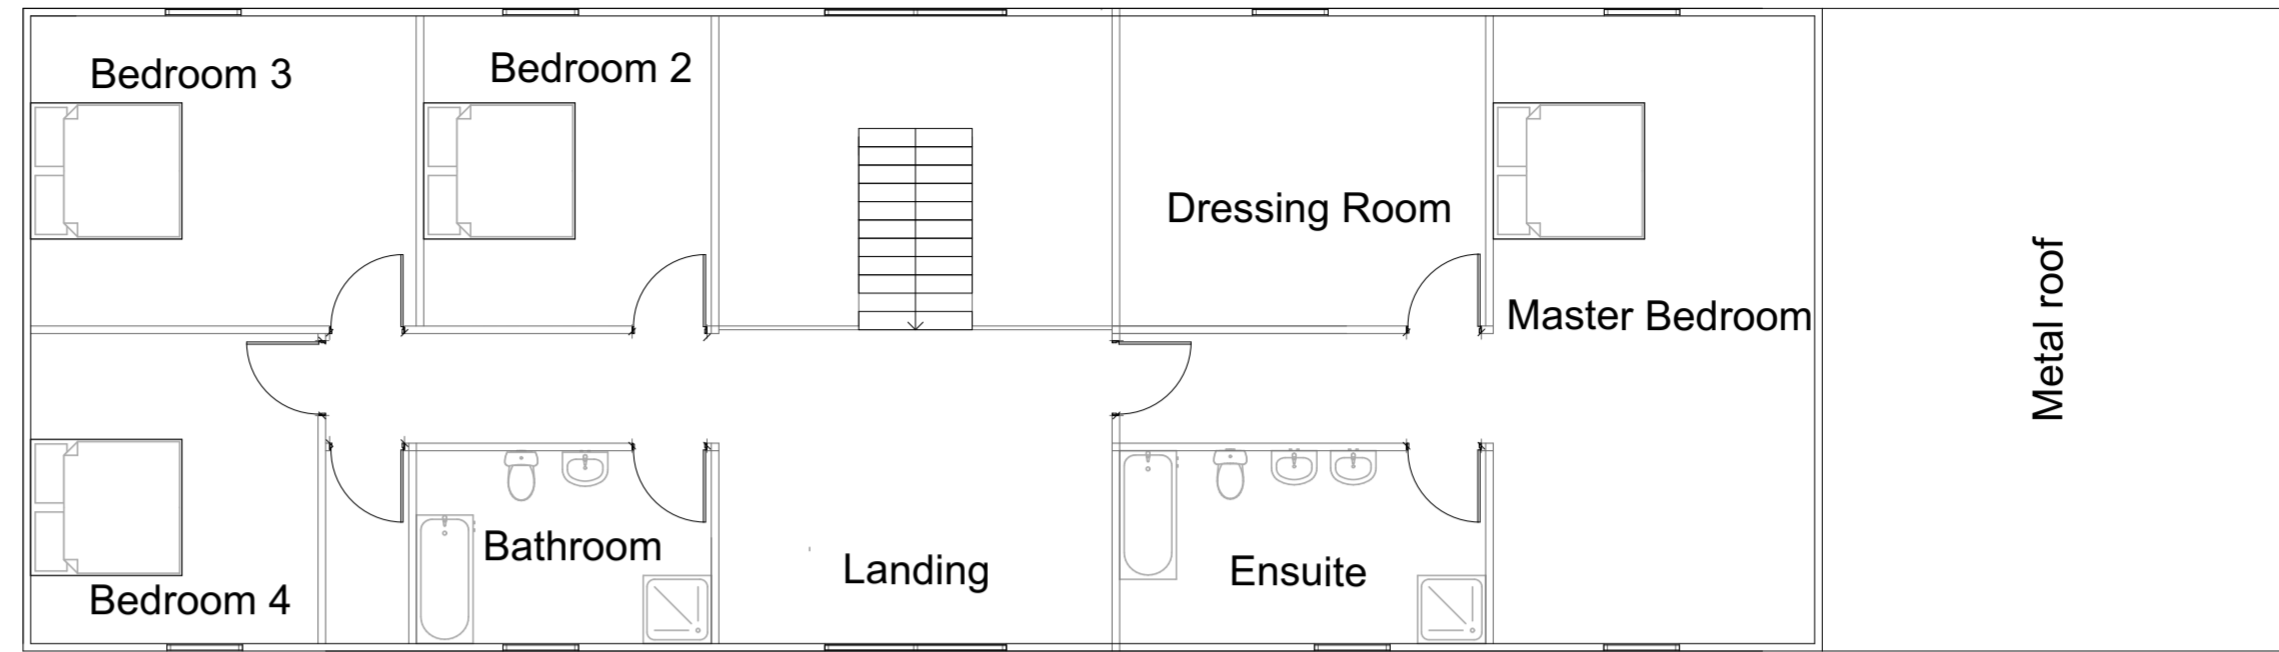 Bedroom 3
Bedroom 2
Dressing Room
Master Bedroom
Metal roof
Bathroom
Landing
Ensuite
Bedroom 4